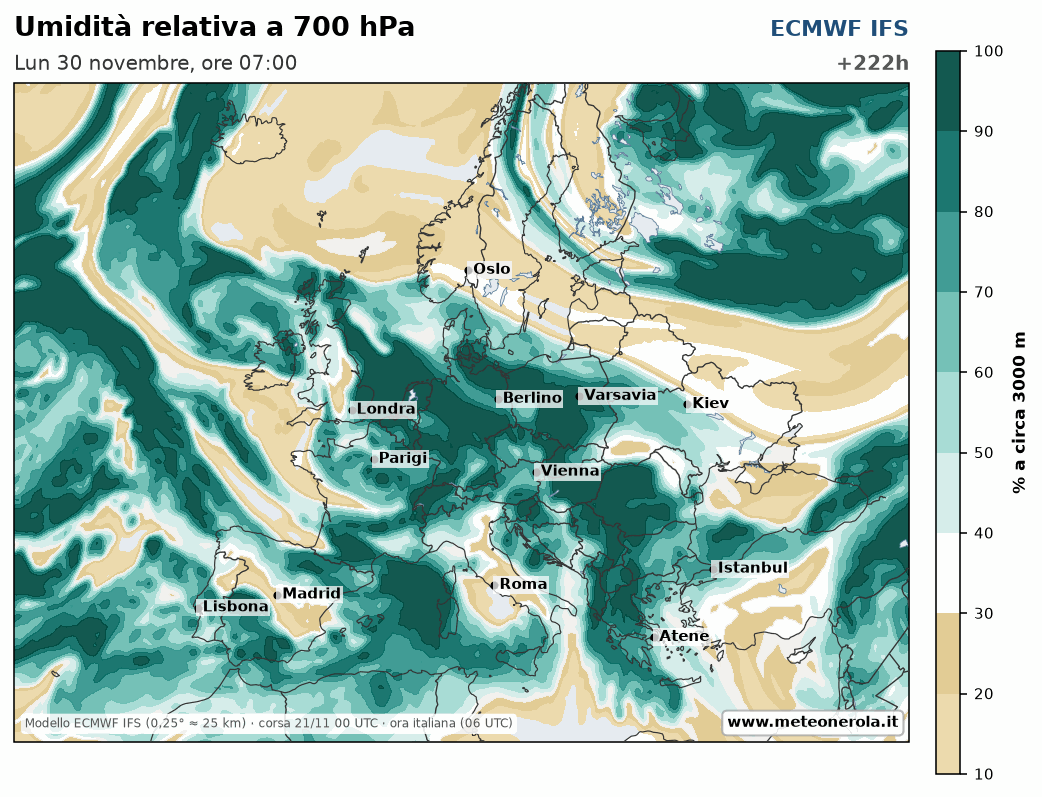 Umidità relativa a 700 hPa
ECMWF IFS
Lun 30 novembre, ore 07:00
+222h
100
90
80
70
60
50
40
30
20
10
% a circa 3000 m
Oslo
Londra
Berlino
Varsavia
Kiev
Parigi
Vienna
Istanbul
Roma
Madrid
Lisbona
Atene
Modello ECMWF IFS (0,25° ≈ 25 km) · corsa 21/11 00 UTC · ora italiana (06 UTC)
www.meteonerola.it